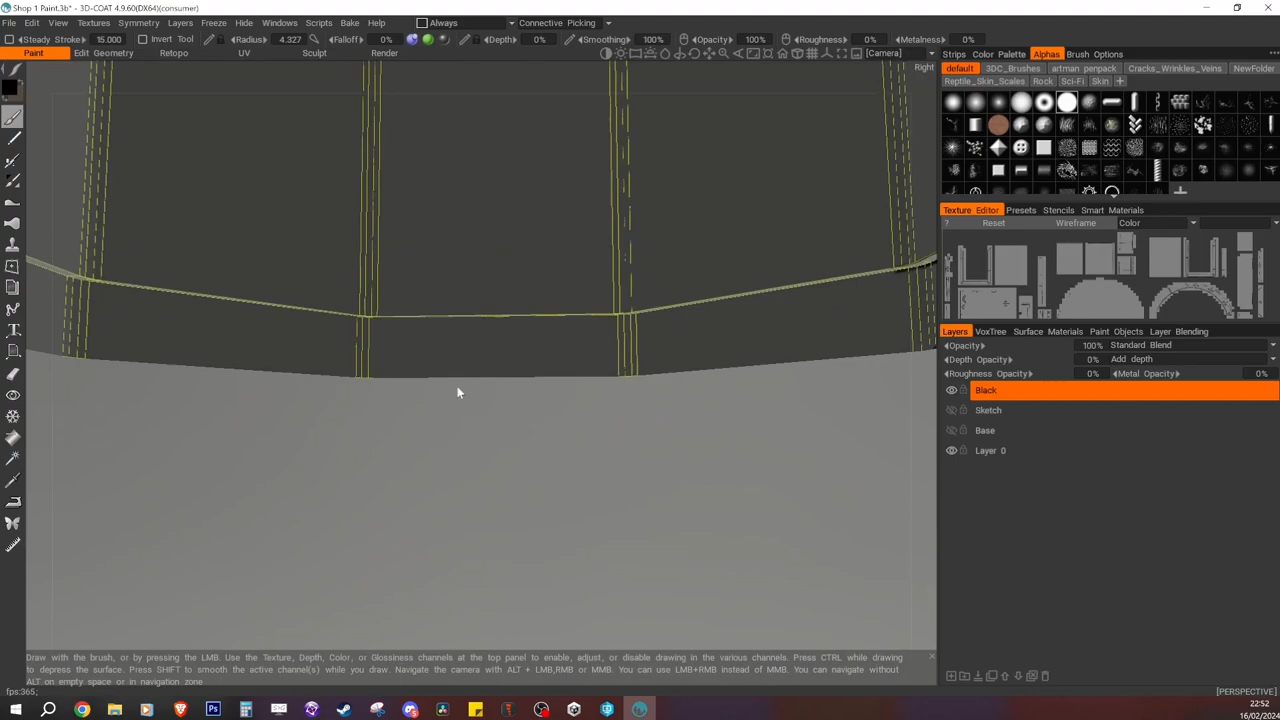 Shop 1 Paint.3b* - 3D-COAT 4.9.60(DX64)(consumer)
File Edit View Textures Symmetry Layers Freeze Hide Windows Scripts Bake Help Always Connective Picking
Steady Stroke 15.000 Invert Tool Radius 4.327 Falloff 0% Depth 0% Smoothing 100% Opacity 100% Roughness 0% Metalness 0%
Paint Edit Geometry Retopo UV Sculpt Render [Camera]
Strips Color Palette Alphas Brush Options
Right
default 3DC_Brushes artman penpack Cracks_Wrinkles_Veins NewFolder
Reptile_Skin_Scales Rock Sci-Fi Skin +
Texture Editor Presets Stencils Smart Materials
? Reset Wireframe Color
Layers VoxTree Surface Materials Paint Objects Layer Blending
Opacity 100% Standard Blend
Depth Opacity 0% Add depth
Roughness Opacity 0% Metal Opacity 0%
Black
Sketch
Base
Layer 0
Draw with the brush, or by pressing the LMB. Use the Texture, Depth, Color, or Glossiness channels at the top panel to enable, adjust, or disable drawing in the various channels. Press CTRL while drawing
to depress the surface. Press SHIFT to smooth the active channel(s) while you draw. Navigate the camera with ALT + LMB,RMB or MMB. You can use LMB+RMB instead of MMB. You can navigate without
ALT on empty space or in navigation zone
fps:365;
[PERSPECTIVE]
22:52
16/02/2024